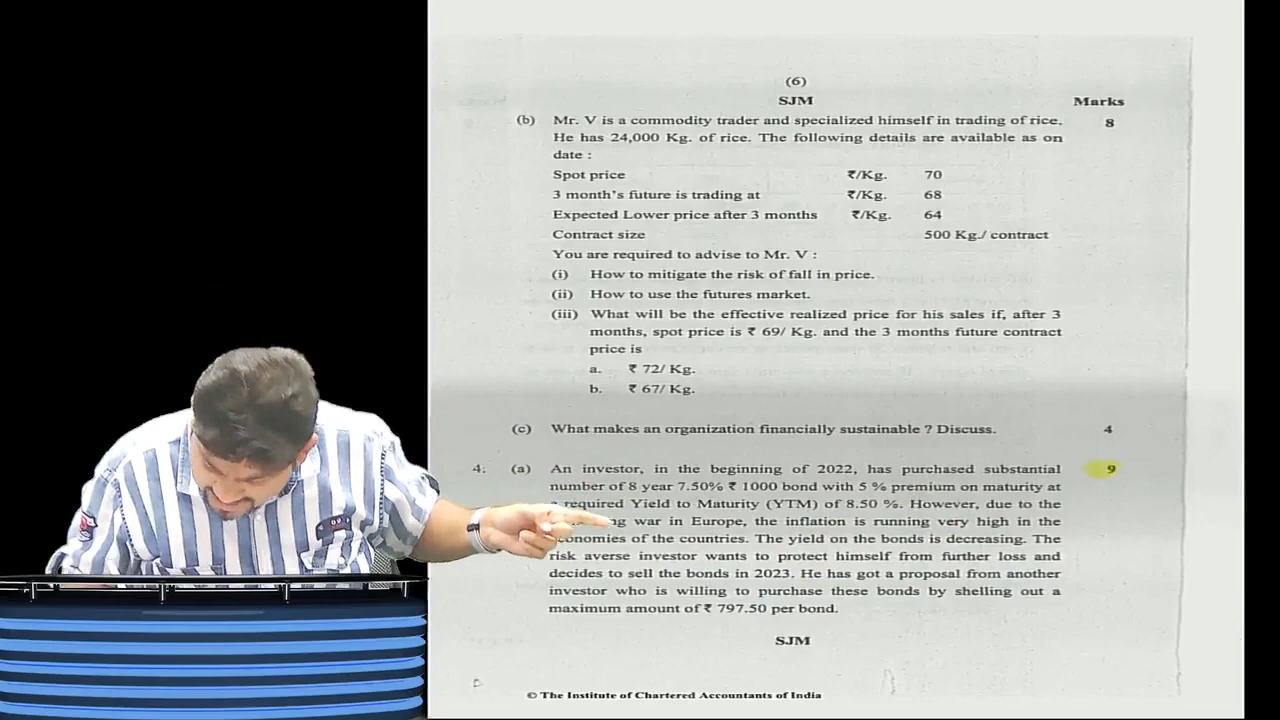 (6)
SJM
Marks
(b) Mr. V is a commodity trader and specialized himself in trading of rice. 8
He has 24,000 Kg. of rice. The following details are available as on
date :
Spot price ₹/Kg. 70
3 month's future is trading at ₹/Kg. 68
Expected Lower price after 3 months ₹/Kg. 64
Contract size 500 Kg./ contract
You are required to advise to Mr. V :
(i) How to mitigate the risk of fall in price.
(ii) How to use the futures market.
(iii) What will be the effective realized price for his sales if, after 3
months, spot price is ₹ 69/ Kg. and the 3 months future contract
price is
a. ₹ 72/ Kg.
b. ₹ 67/ Kg.
(c) What makes an organization financially sustainable ? Discuss. 4
4. (a) An investor, in the beginning of 2022, has purchased substantial 9
number of 8 year 7.50% ₹ 1000 bond with 5 % premium on maturity at
required Yield to Maturity (YTM) of 8.50 %. However, due to the
war in Europe, the inflation is running very high in the
of the countries. The yield on the bonds is decreasing. The
risk averse investor wants to protect himself from further loss and
decides to sell the bonds in 2023. He has got a proposal from another
investor who is willing to purchase these bonds by shelling out a
maximum amount of ₹ 797.50 per bond.
SJM
© The Institute of Chartered Accountants of India